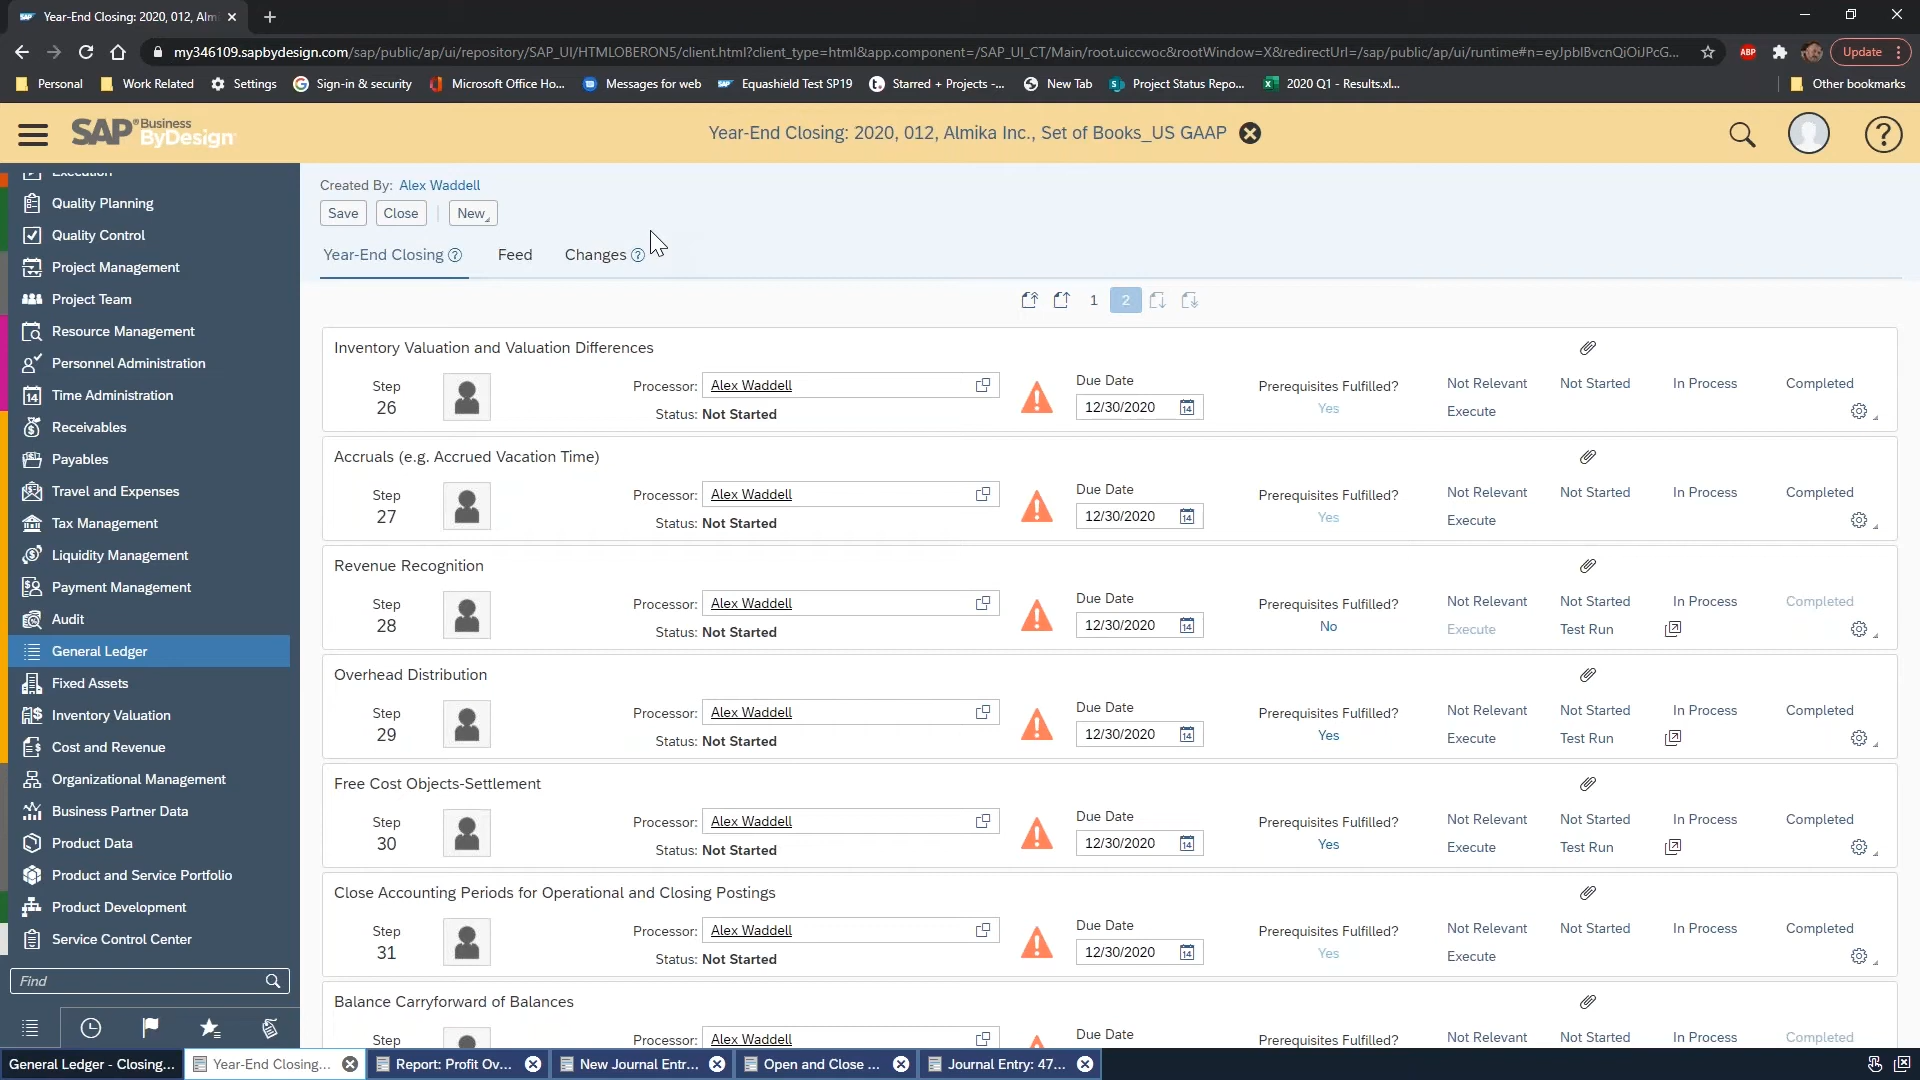 Year-End Closing: 2020, 012, Alm
my346109.sapbydesign.com/sap/public/ap/ui/repository/SAP_UI/HTMLOBERON5/client.html?client_type=html&app.component=/SAP_UI_CT/Main/root.uiccwoc&rootWindow=X&redirectUrl=/sap/public/ap/ui/runtime#n=eyJpblBvcnQiOiJPcG...
ABP
Update
Personal
Work Related
Settings
Sign-in & security
Microsoft Office Ho...
Messages for web
Equashield Test SP19
Starred + Projects -...
New Tab
Project Status Repo...
2020 Q1 - Results.xl...
Other bookmarks
SAP Business ByDesign
Year-End Closing: 2020, 012, Almika Inc., Set of Books_US GAAP
Execution
Quality Planning
Quality Control
Project Management
Project Team
Resource Management
Personnel Administration
Time Administration
Receivables
Payables
Travel and Expenses
Tax Management
Liquidity Management
Payment Management
Audit
General Ledger
Fixed Assets
Inventory Valuation
Cost and Revenue
Organizational Management
Business Partner Data
Product Data
Product and Service Portfolio
Product Development
Service Control Center
Find
Created By: Alex Waddell
Save Close New
Year-End Closing Feed Changes
1 2
Inventory Valuation and Valuation Differences
Step 26
Processor: Alex Waddell
Status: Not Started
Due Date
12/30/2020
Prerequisites Fulfilled?
Yes
Not Relevant Not Started In Process Completed
Execute
Accruals (e.g. Accrued Vacation Time)
Step 27
Processor: Alex Waddell
Status: Not Started
Due Date
12/30/2020
Prerequisites Fulfilled?
Yes
Not Relevant Not Started In Process Completed
Execute
Revenue Recognition
Step 28
Processor: Alex Waddell
Status: Not Started
Due Date
12/30/2020
Prerequisites Fulfilled?
No
Not Relevant Not Started In Process Completed
Execute Test Run
Overhead Distribution
Step 29
Processor: Alex Waddell
Status: Not Started
Due Date
12/30/2020
Prerequisites Fulfilled?
Yes
Not Relevant Not Started In Process Completed
Execute Test Run
Free Cost Objects-Settlement
Step 30
Processor: Alex Waddell
Status: Not Started
Due Date
12/30/2020
Prerequisites Fulfilled?
Yes
Not Relevant Not Started In Process Completed
Execute Test Run
Close Accounting Periods for Operational and Closing Postings
Step 31
Processor: Alex Waddell
Status: Not Started
Due Date
12/30/2020
Prerequisites Fulfilled?
Yes
Not Relevant Not Started In Process Completed
Execute
Balance Carryforward of Balances
Step
Processor: Alex Waddell
Due Date
Prerequisites Fulfilled?
Not Relevant Not Started In Process Completed
General Ledger - Closing...
Year-End Closing...
Report: Profit Ov...
New Journal Entr...
Open and Close ...
Journal Entry: 47...